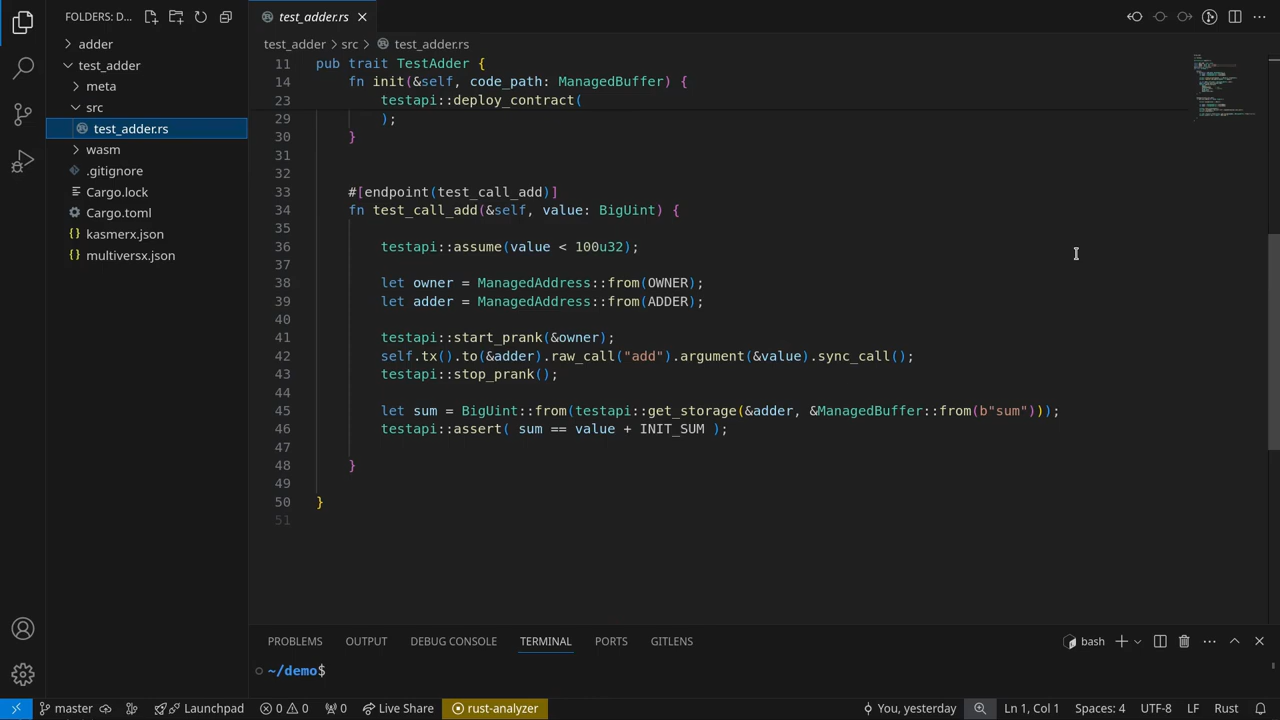 FOLDERS: D...
adder
test_adder
meta
src
test_adder.rs
wasm
.gitignore
Cargo.lock
Cargo.toml
kasmerx.json
multiversx.json
test_adder.rs
test_adder > src > test_adder.rs
11 pub trait TestAdder {
14 fn init(&self, code_path: ManagedBuffer) {
23 testapi::deploy_contract(
29 );
30 }
31
32
33 #[endpoint(test_call_add)]
34 fn test_call_add(&self, value: BigUint) {
35
36 testapi::assume(value < 100u32);
37
38 let owner = ManagedAddress::from(OWNER);
39 let adder = ManagedAddress::from(ADDER);
40
41 testapi::start_prank(&owner);
42 self.tx().to(&adder).raw_call("add").argument(&value).sync_call();
43 testapi::stop_prank();
44
45 let sum = BigUint::from(testapi::get_storage(&adder, &ManagedBuffer::from(b"sum")));
46 testapi::assert( sum == value + INIT_SUM );
47
48 }
49
50 }
51
PROBLEMS OUTPUT DEBUG CONSOLE TERMINAL PORTS GITLENS
bash
~/demo$
master Launchpad 0 0 0 Live Share rust-analyzer You, yesterday Ln 1, Col 1 Spaces: 4 UTF-8 LF Rust